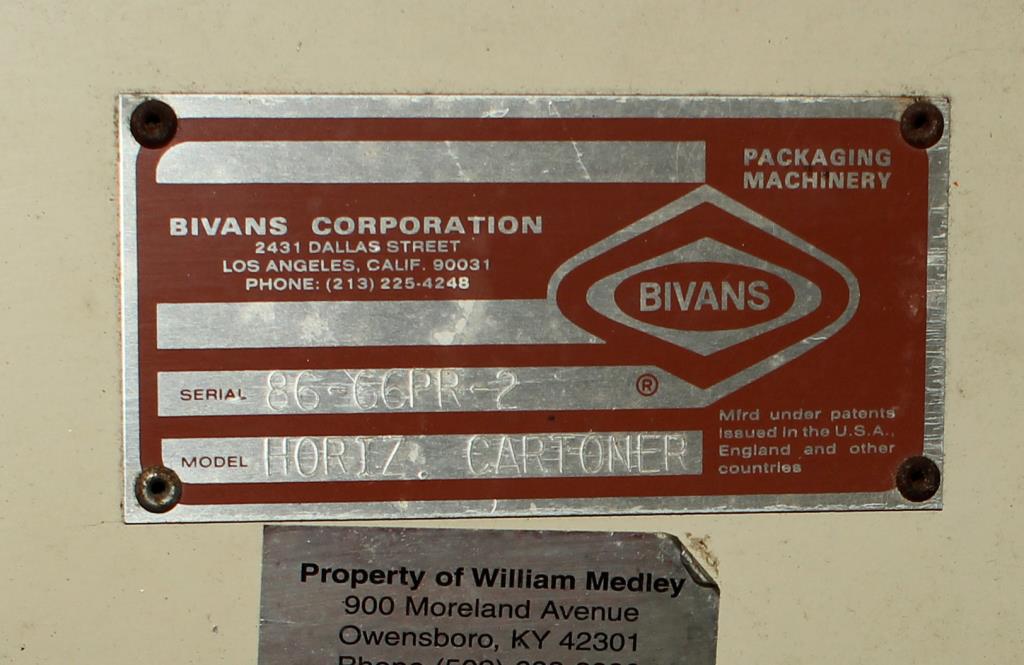 PACKAGING
MACHINERY
BIVANS CORPORATION
2431 DALLAS STREET
LOS ANGELES, CALIF. 90031
PHONE: (213) 225-4248
BIVANS
®
SERIAL 86-CGPR-2
MODEL HORIZ. CARTONER
Mfrd under patents
issued in the U.S.A.,
England and other
countries
Property of William Medley
900 Moreland Avenue
Owensboro, KY 42301
Phone